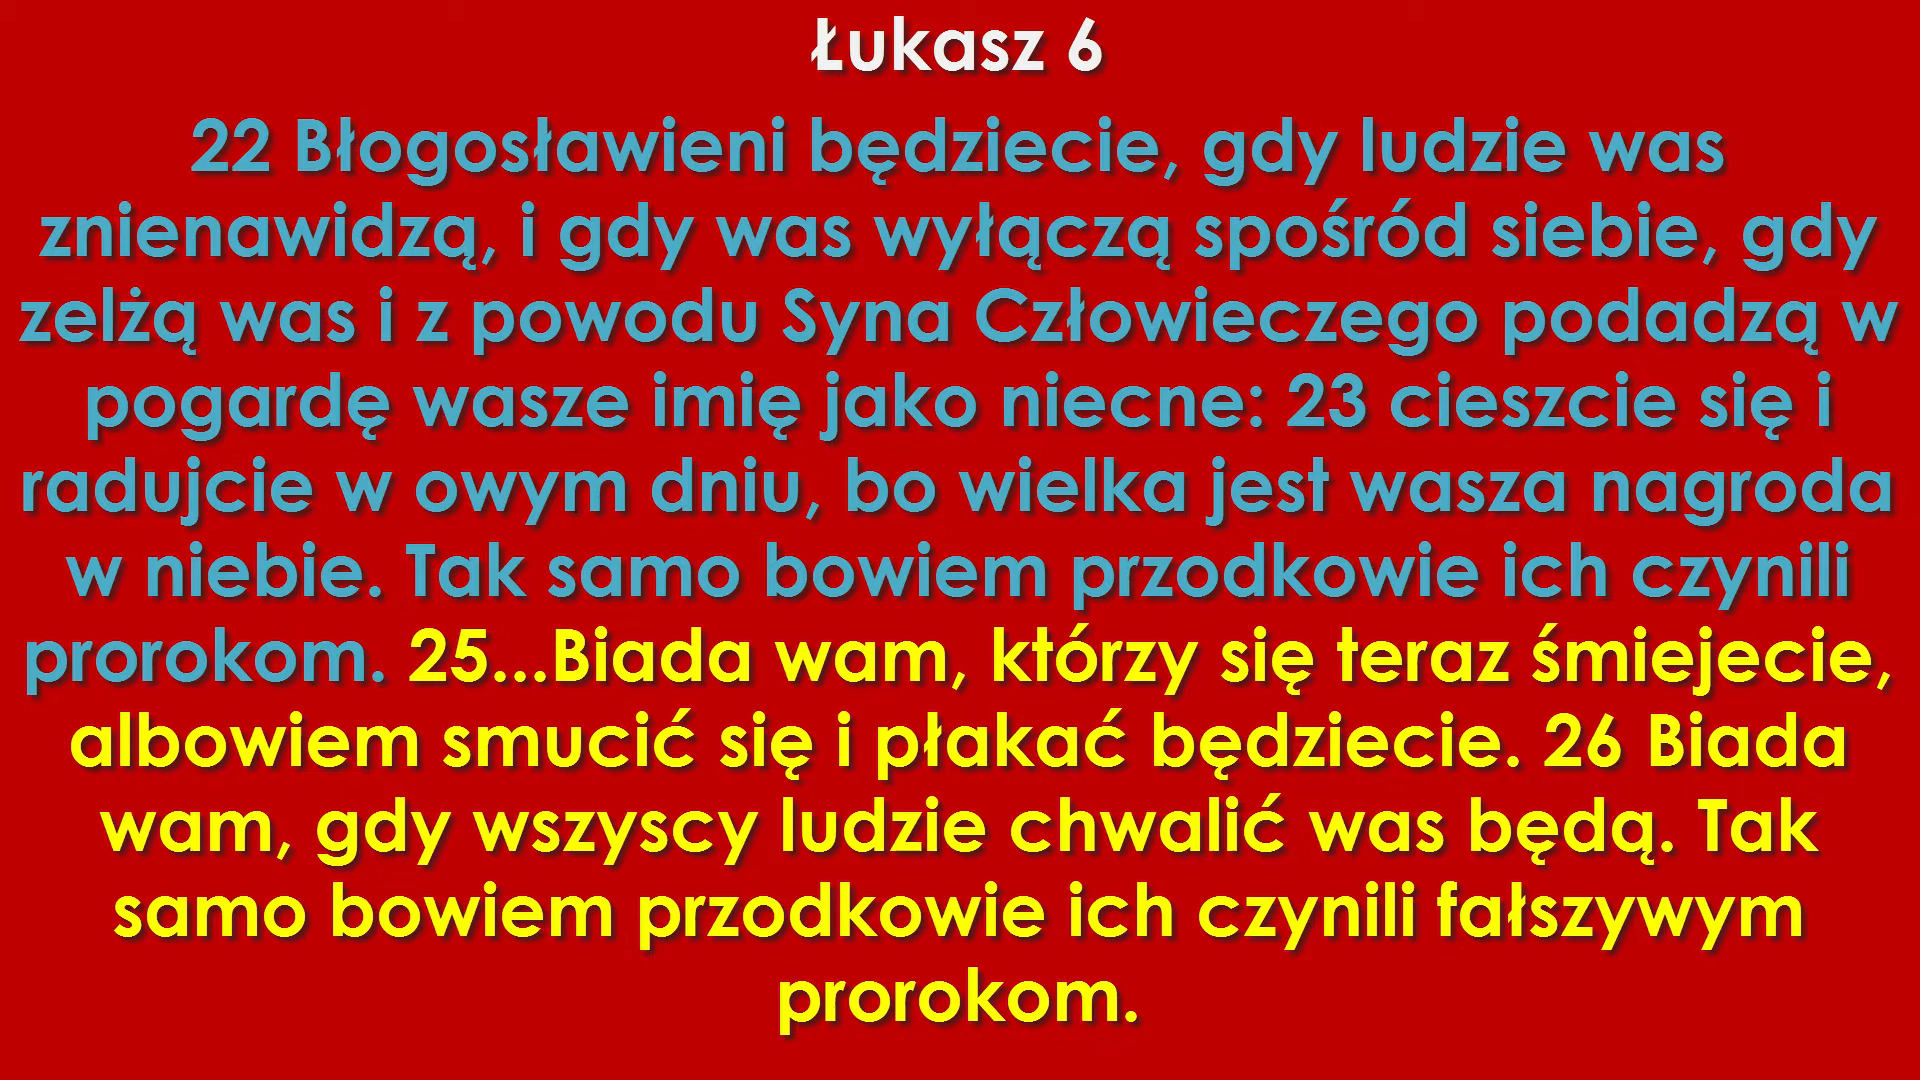 Łukasz 6
22 Błogosławieni będziecie, gdy ludzie was
znienawidzą, i gdy was wyłączą spośród siebie, gdy
zelżą was i z powodu Syna Człowieczego podadzą w
pogardę wasze imię jako niecne: 23 cieszcie się i
radujcie w owym dniu, bo wielka jest wasza nagroda
w niebie. Tak samo bowiem przodkowie ich czynili
prorokom. 25...Biada wam, którzy się teraz śmiejecie,
albowiem smucić się i płakać będziecie. 26 Biada
wam, gdy wszyscy ludzie chwalić was będą. Tak
samo bowiem przodkowie ich czynili fałszywym
prorokom.